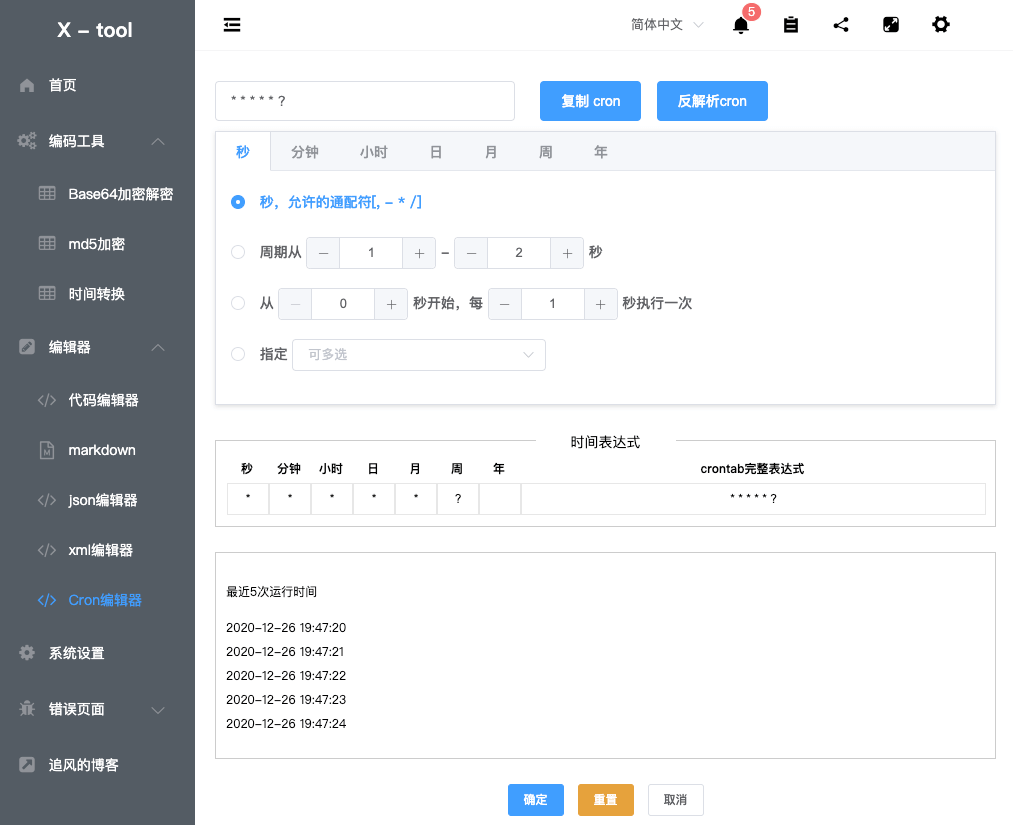 X - tool
简体中文
5
首页
编码工具
Base64加密解密
md5加密
时间转换
编辑器
代码编辑器
markdown
json编辑器
xml编辑器
Cron编辑器
系统设置
错误页面
追风的博客
* * * * * ?
复制 cron
反解析cron
秒 分钟 小时 日 月 周 年
秒，允许的通配符[, - * /]
周期从 − 1 + - − 2 + 秒
从 − 0 + 秒开始，每 − 1 + 秒执行一次
指定 可多选
时间表达式
秒 分钟 小时 日 月 周 年 crontab完整表达式
* * * * * ? * * * * * ?
最近5次运行时间
2020-12-26 19:47:20
2020-12-26 19:47:21
2020-12-26 19:47:22
2020-12-26 19:47:23
2020-12-26 19:47:24
确定 重置 取消